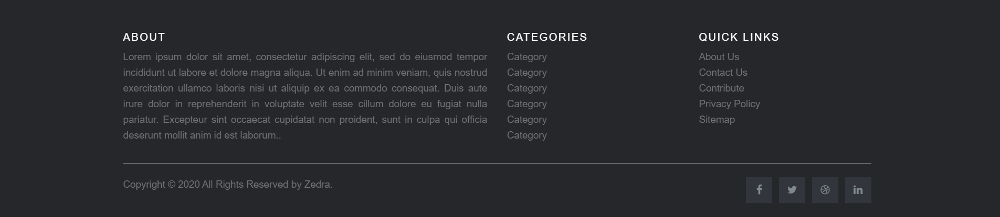 ABOUT
Lorem ipsum dolor sit amet, consectetur adipiscing elit, sed do eiusmod tempor
incididunt ut labore et dolore magna aliqua. Ut enim ad minim veniam, quis nostrud
exercitation ullamco laboris nisi ut aliquip ex ea commodo consequat. Duis aute
irure dolor in reprehenderit in voluptate velit esse cillum dolore eu fugiat nulla
pariatur. Excepteur sint occaecat cupidatat non proident, sunt in culpa qui officia
deserunt mollit anim id est laborum..
CATEGORIES
Category
Category
Category
Category
Category
Category
QUICK LINKS
About Us
Contact Us
Contribute
Privacy Policy
Sitemap
Copyright © 2020 All Rights Reserved by Zedra.